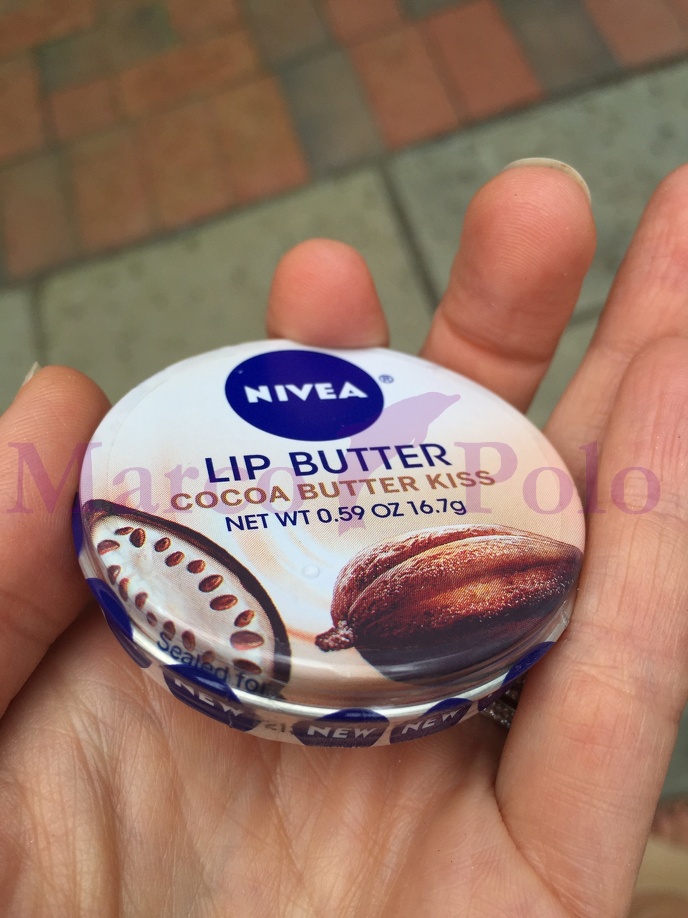 NIVEA®
LIP BUTTER
COCOA BUTTER KISS
NET WT 0.59 OZ 16.7g
Marco Polo
Sealed for
NEW NEW NEW